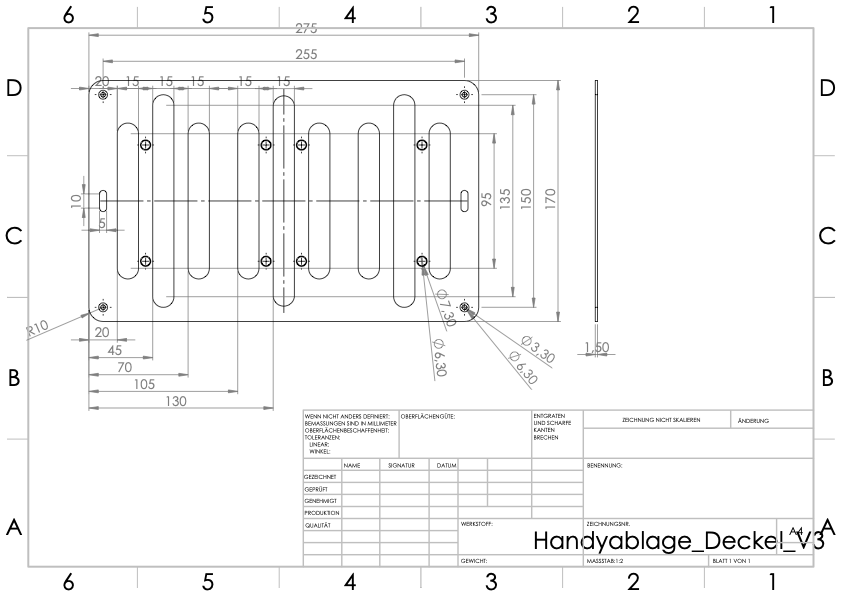 6 5 4 3 2 1
275
255
D D
20 15 15 15 15 15
10
5
95 135 150 170
C C
R10
20
45
70
105
130
Ø7,30
Ø6,30
Ø3,30
Ø6,30
1,50
B B
WENN NICHT ANDERS DEFINIERT:
BEMASSUNGEN SIND IN MILLIMETER
OBERFLÄCHENBESCHAFFENHEIT:
TOLERANZEN:
LINEAR:
WINKEL:
OBERFLÄCHENGÜTE:
ENTGRATEN
UND SCHARFE
KANTEN
BRECHEN
ZEICHNUNG NICHT SKALIEREN
ÄNDERUNG
NAME SIGNATUR DATUM
BENENNUNG:
GEZEICHNET
GEPRÜFT
GENEHMIGT
PRODUKTION
QUALITÄT
WERKSTOFF:
ZEICHNUNGSNR.
A A
A4
Handyablage_Deckel_V3
GEWICHT:
MASSSTAB:1:2
BLATT 1 VON 1
6 5 4 3 2 1